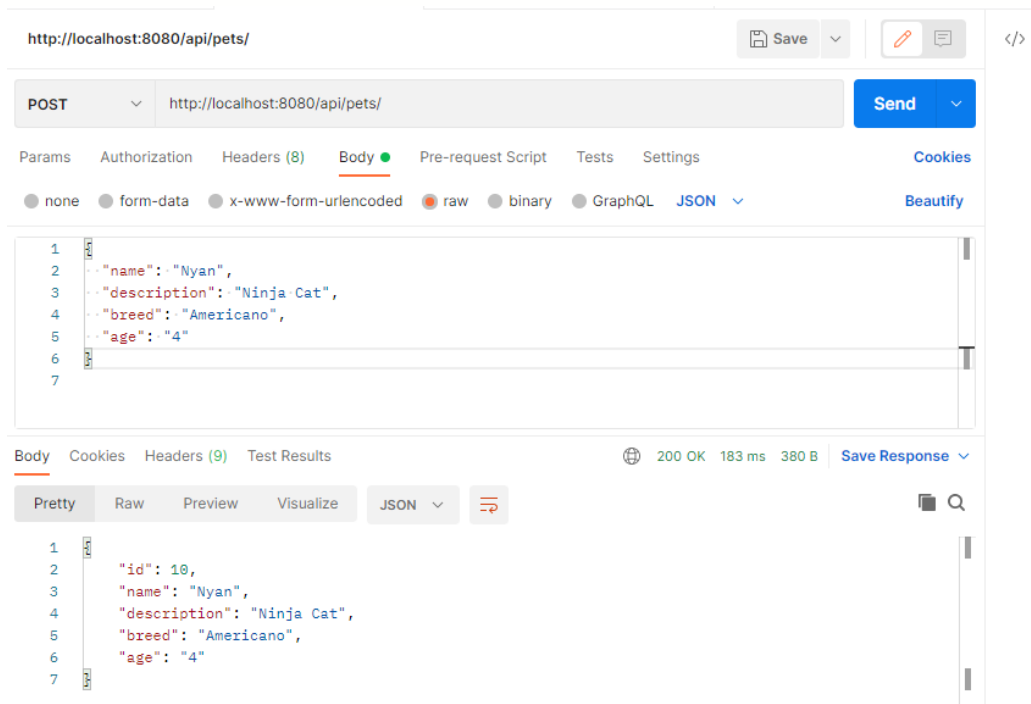 http://localhost:8080/api/pets/ Save </>
POST http://localhost:8080/api/pets/ Send
Params Authorization Headers (8) Body Pre-request Script Tests Settings Cookies
none form-data x-www-form-urlencoded raw binary GraphQL JSON Beautify
1 {
2 "name": "Nyan",
3 "description": "Ninja Cat",
4 "breed": "Americano",
5 "age": "4"
6 }
7
Body Cookies Headers (9) Test Results 200 OK 183 ms 380 B Save Response
Pretty Raw Preview Visualize JSON
1 {
2 "id": 10,
3 "name": "Nyan",
4 "description": "Ninja Cat",
5 "breed": "Americano",
6 "age": "4"
7 }